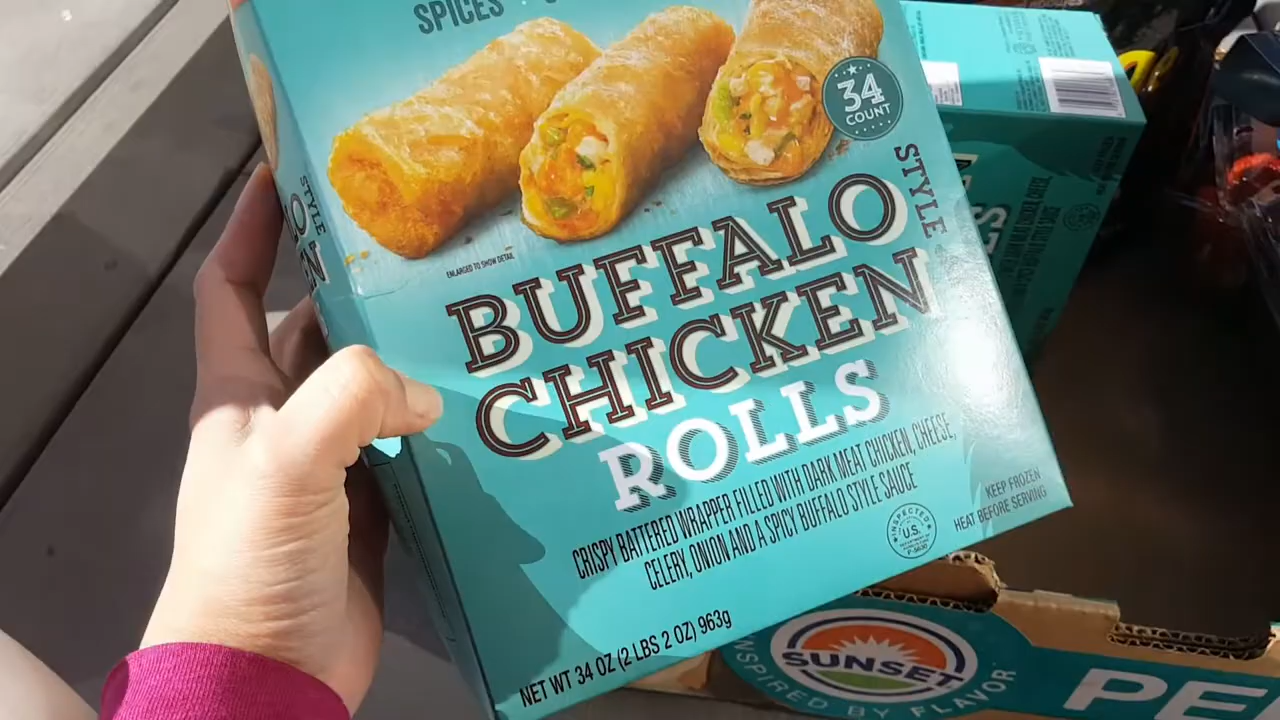 SPICES
34
COUNT
STYLE
ENLARGED TO SHOW DETAIL
BUFFALO
CHICKEN
STYLE
ROLLS
CRISPY BATTERED WRAPPER FILLED WITH DARK MEAT CHICKEN, CHEESE,
CELERY, ONION AND A SPICY BUFFALO STYLE SAUCE
INSPECTED
U.S.
KEEP FROZEN
HEAT BEFORE SERVING
NET WT 34 OZ (2 LBS 2 OZ) 963g
SUNSET
INSPIRED BY FLAVOR
PE